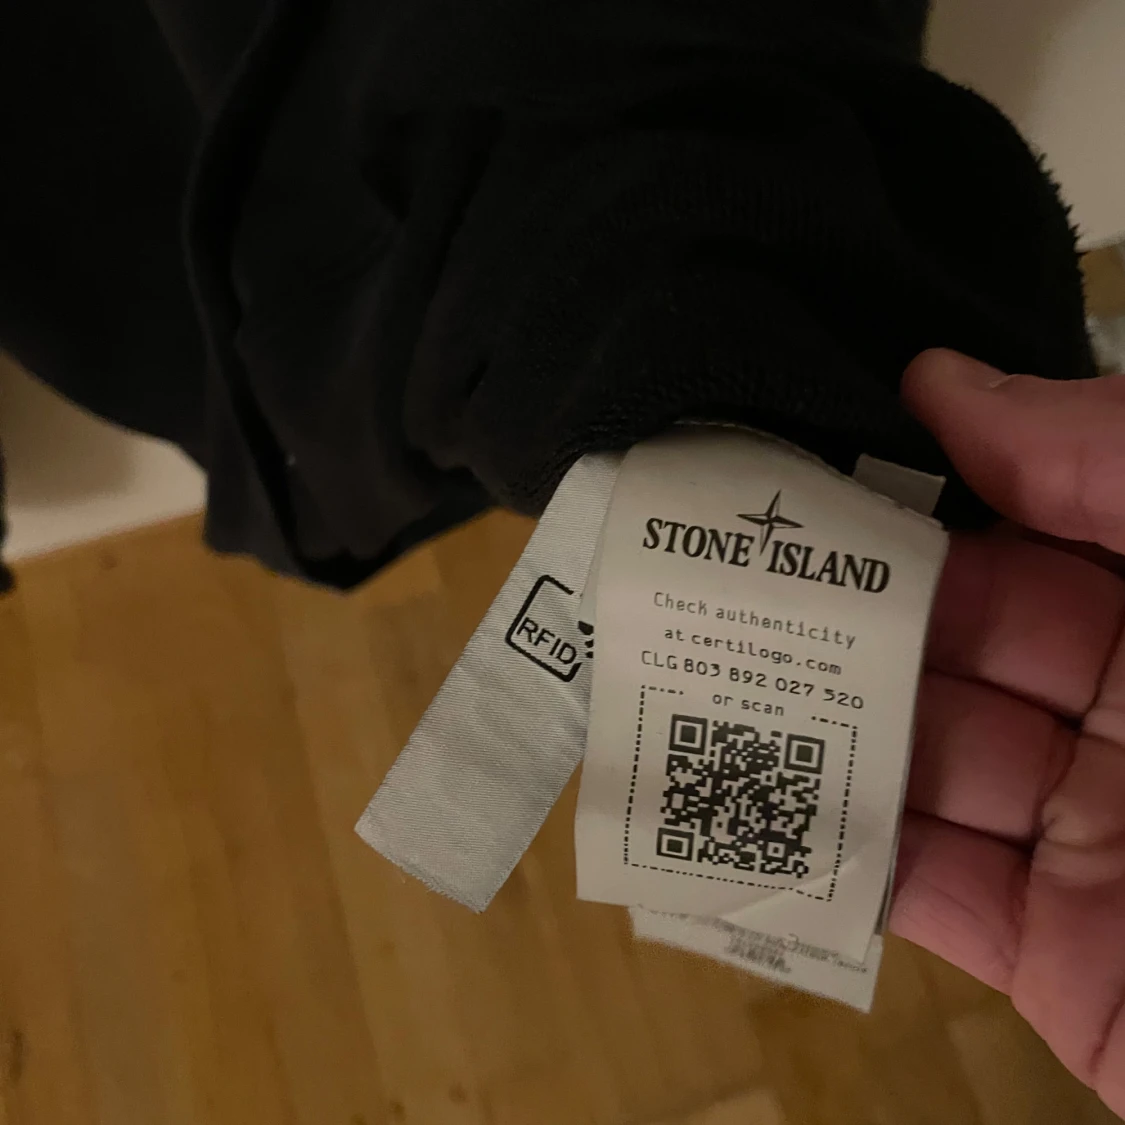 STONE ISLAND
Check authenticity
at certilogo.com
CLG 803 892 027 520
or scan
RFID